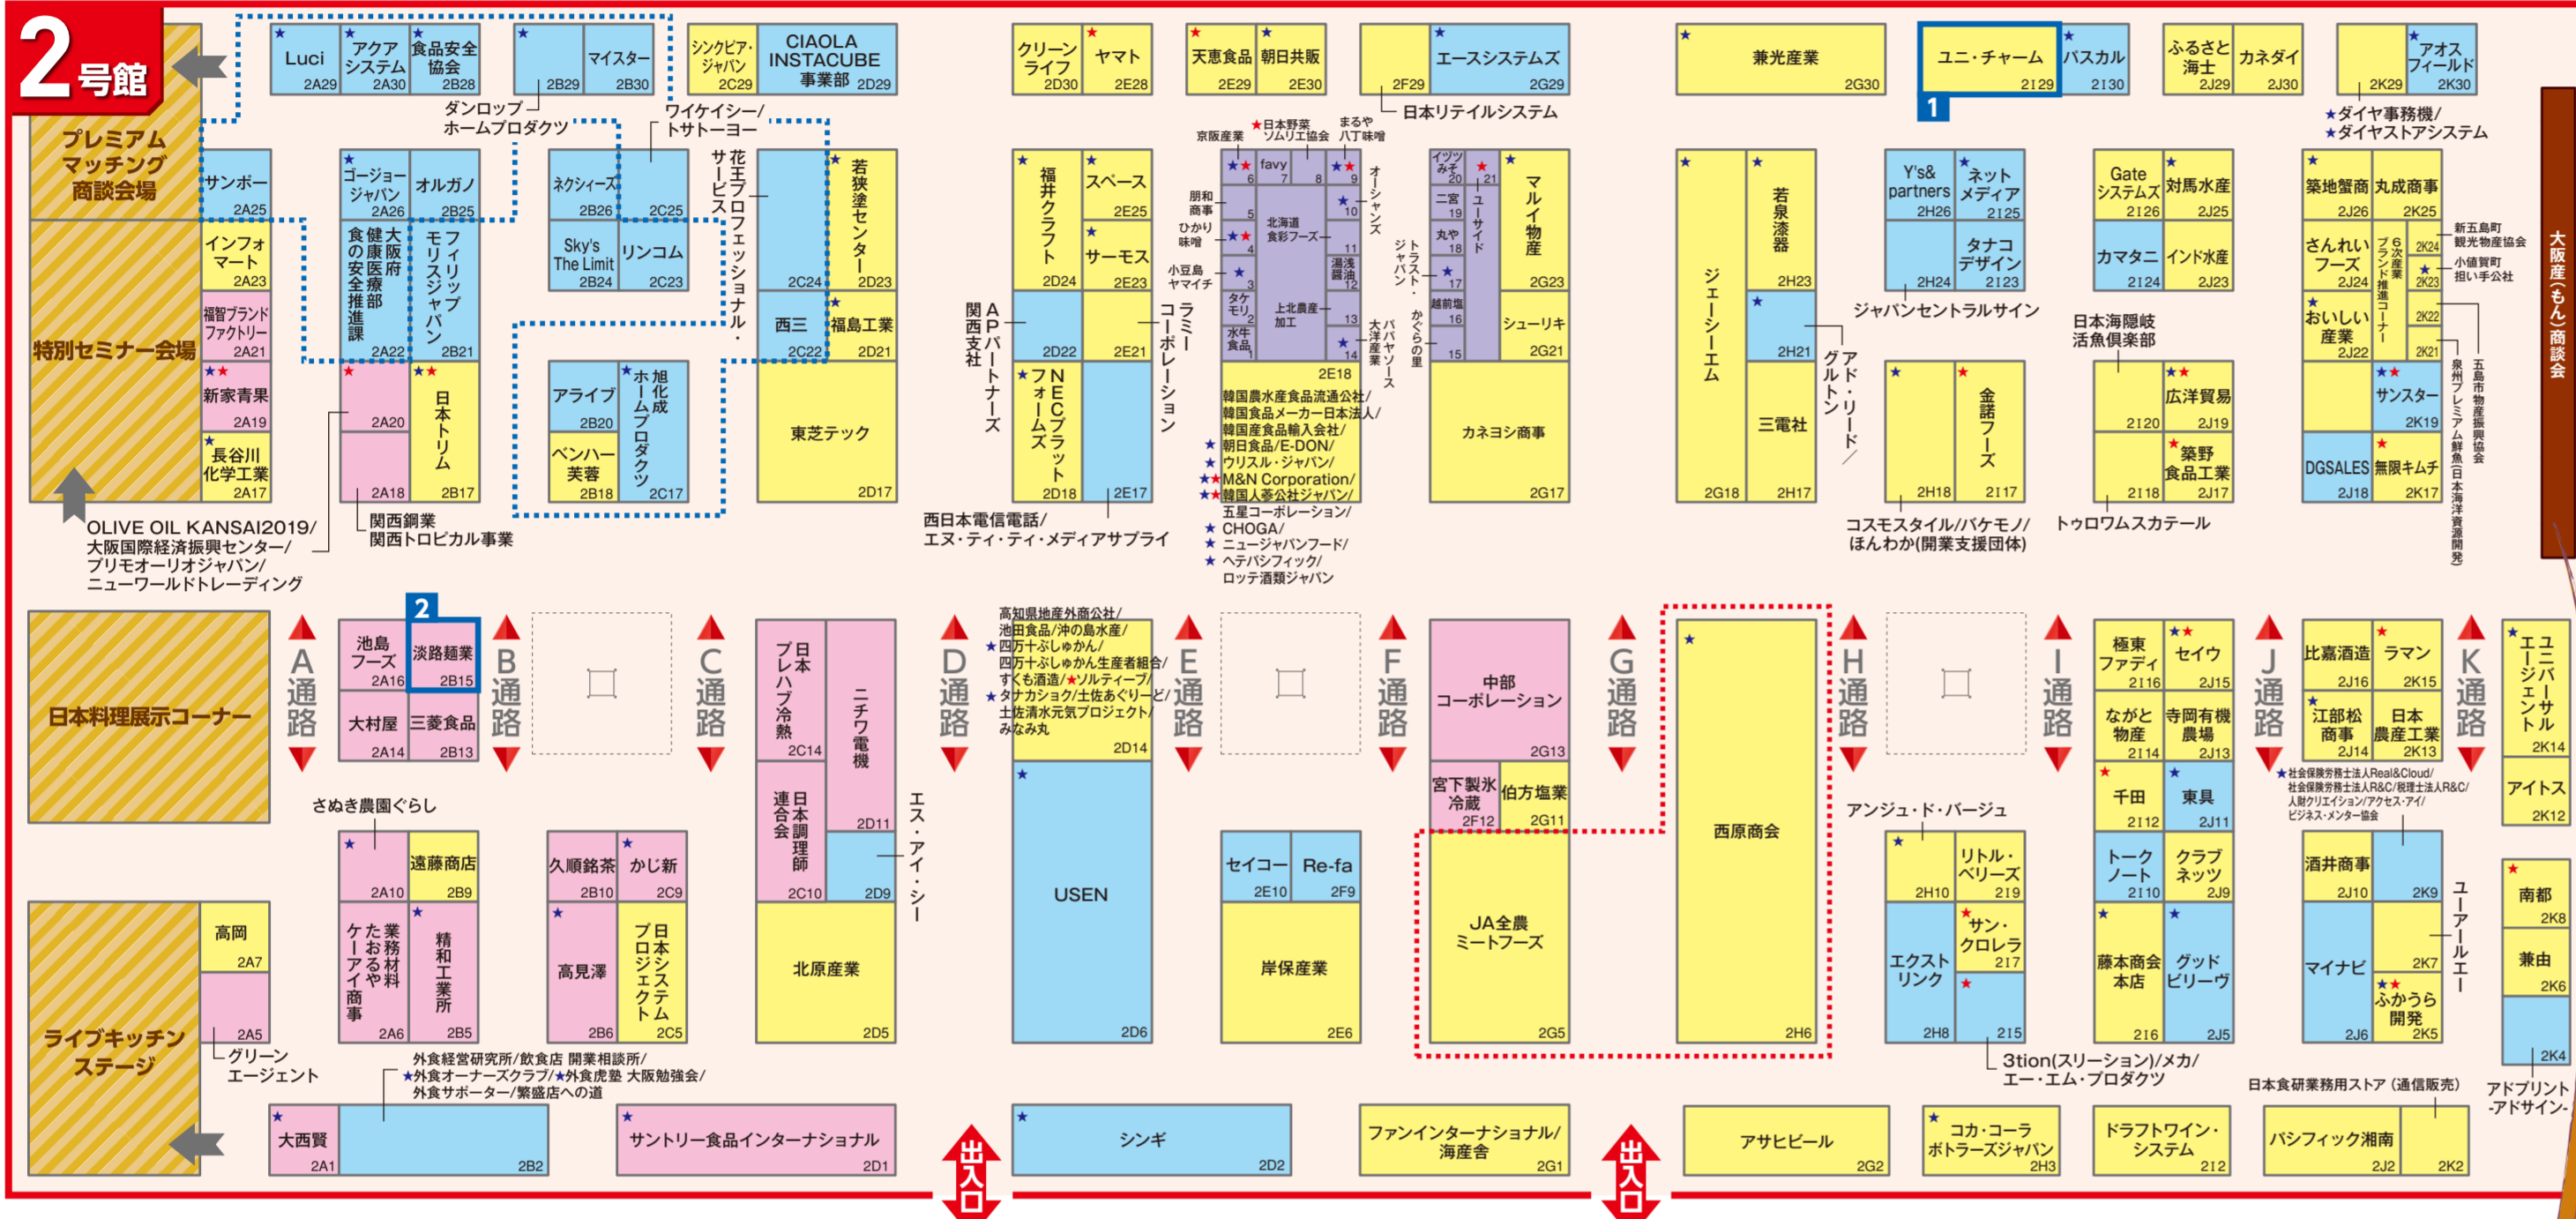 2号館
プレミアム
マッチング
商談会場
特別セミナー会場
日本料理展示コーナー
ライブキッチン
ステージ
Luci
2A29
アクア
システム
2A30
食品安全
協会
2B28
2B29
マイスター
2B30
ダンロップ
ホームプロダクツ
シンクピア・
ジャパン
2C29
CIAOLA
INSTACUBE
事業部 2D29
クリーン
ライフ
2D30
ヤマト
2E28
天恵食品
2E29
朝日共販
2E30
2F29
日本リテイルシステム
エースシステムズ
2G29
兼光産業
2G30
ユニ・チャーム
2I29
1
パスカル
2I30
ふるさと
海士
2J29
カネダイ
2J30
2K29
アオス
フィールド
2K30
★ダイヤ事務機/
★ダイヤストアシステム
大阪産(もん)商談会
ワイケイシー/
トサトーヨー
サンポー
2A25
インフォ
マート
2A23
福智ブランド
ファクトリー
2A21
★★
新家青果
2A19
長谷川
化学工業
2A17
ゴージョー
ジャパン
2A26
オルガノ
2B25
大阪府
健康医療部
食の安全推進課
2A22
フィリップ
モリスジャパン
2B21
2A20
2A18
★★
日本トリム
2B17
OLIVE OIL KANSAI2019/
大阪国際経済振興センター/
プリモオーリオジャパン/
ニューワールドトレーディング
関西鋼業
関西トロピカル事業
ネクシィーズ
2B26
2C25
Sky's
The Limit
2B24
リンコム
2C23
アライブ
2B20
ベンハー
芙蓉
2B18
旭化成
ホームプロダクツ
2C17
花王プロフェッショナル・
サービス
2C24
若狭塗センター
2D23
西三
2C22
福島工業
2D21
東芝テック
2D17
福井クラフト
2D24
スペース
2E25
サーモス
2E23
APパートナーズ
関西支社
2D22
2E21
ラミー
コーポレーション
NECプラット
フォームズ
2D18
2E17
西日本電信電話/
エヌ・ティ・ティ・メディアサプライ
京阪産業
★日本野菜
ソムリエ協会
まるや
八丁味噌
6
favy
7
8
9
朋和
商事
5
オーシャンズ
10
ひかり
味噌
4
北海道
食彩フーズ
11
小豆島
ヤマイチ
3
湯浅
醤油
12
タケ
モリ
2
上北農産
加工
13
水牛
食品
1
14
ババヤソース
大洋産業
2E18
韓国農水産食品流通公社/
韓国食品メーカー日本法人/
韓国産食品輸入会社/
★ 朝日食品/E-DON/
★ ウリスル・ジャパン/
★★M&N Corporation/
★★韓国人蔘公社ジャパン/
五星コーポレーション/
★ CHOGA/
★ ニュージャパンフード/
★ ヘテパシフィック/
ロッテ酒類ジャパン
イヅツ
みそ
20
21
ユーサイド
二宮
19
丸や
18
トラスト・
ジャパン
17
越前塩
16
かぐらの里
15
マルイ物産
2G23
シューリキ
2G21
カネヨシ商事
2G17
ジェーシーエム
2G18
若泉漆器
2H23
2H21
アド・リード/
グルトン
三電社
2H17
Y's&
partners
2H26
ネット
メディア
2I25
2H24
タナコ
デザイン
2I23
ジャパンセントラルサイン
2H18
金諾フーズ
2I17
コスモスタイル/バケモノ/
ほんわか(開業支援団体)
Gate
システムズ
2I26
対馬水産
2J25
カマタニ
2I24
インド水産
2J23
日本海隠岐
活魚倶楽部
2I20
★★
広洋貿易
2J19
2I18
築野
食品工業
2J17
トゥロワムスカテール
築地蟹商
2J26
丸成商事
2K25
さんれい
フーズ
2J24
6次産業
ブランド推進コーナー
2K24
2K23
2K22
2K21
新五島町
観光物産協会
小値賀町
担い手公社
五島市物産振興協会
泉州プレミアム鮮魚(日本海洋資源開発)
おいしい
産業
2J22
サンスター
2K19
DGSALES
2J18
無限キムチ
2K17
A通路
B通路
C通路
D通路
E通路
F通路
G通路
H通路
I通路
J通路
K通路
2
池島
フーズ
2A16
淡路麺業
2B15
大村屋
2A14
三菱食品
2B13
さぬき農園ぐらし
2A10
遠藤商店
2B9
業務材料
たおるや
ケーアイ商事
2A6
精和工業所
2B5
高岡
2A7
2A5
グリーン
エージェント
久順銘茶
2B10
かじ新
2C9
高見澤
2B6
日本システム
プロジェクト
2C5
日本
プレハブ冷熱
2C14
ニチワ電機
2D11
日本調理師
連合会
2C10
2D9
エス・アイ・シー
北原産業
2D5
高知県地産外商公社/
池田食品/沖の島水産/
★四万十ぶしゅかん/
四万十ぶしゅかん生産者組合/
すくも酒造/★ソルティーブ/
★タナカショク/土佐あぐりーど/
土佐清水元気プロジェクト/
みなみ丸
2D14
USEN
2D6
セイコー
2E10
Re-fa
2F9
岸保産業
2E6
中部
コーポレーション
2G13
宮下製氷
冷蔵
2F12
伯方塩業
2G11
JA全農
ミートフーズ
2G5
西原商会
2H6
アンジュ・ド・バージュ
2H10
リトル・
ベリーズ
2I9
エクスト
リンク
2H8
サン・
クロレラ
2I7
2I5
3tion(スリーション)/メカ/
エー・エム・プロダクツ
極東
ファディ
2I16
セイウ
2J15
ながと
物産
2I14
寺岡有機
農場
2J13
千田
2I12
東具
2J11
トーク
ノート
2I10
クラブ
ネッツ
2J9
藤本商会
本店
2I6
グッド
ビリーヴ
2J5
比嘉酒造
2J16
ラマン
2K15
江部松
商事
2J14
日本
農産工業
2K13
★社会保険労務士法人Real&Cloud/
社会保険労務士法人R&C/税理士法人R&C/
人財クリエイション/アクセス・アイ/
ビジネス・メンター協会
酒井商事
2J10
2K9
マイナビ
2J6
2K7
ユーアールエー
★★
ふかうら
開発
2K5
ユニバーサル
エージェント
2K14
アイトス
2K12
南都
2K8
兼由
2K6
2K4
アドプリント
-アドサイン-
外食経営研究所/飲食店 開業相談所/
★外食オーナーズクラブ/★外食虎塾 大阪勉強会/
外食サポーター/繁盛店への道
大西賢
2A1
2B2
サントリー食品インターナショナル
2D1
出入口
シンギ
2D2
ファンインターナショナル/
海産舎
2G1
出入口
アサヒビール
2G2
コカ・コーラ
ボトラーズジャパン
2H3
ドラフトワイン・
システム
2I2
日本食研業務用ストア(通信販売)
パシフィック湘南
2J2
2K2